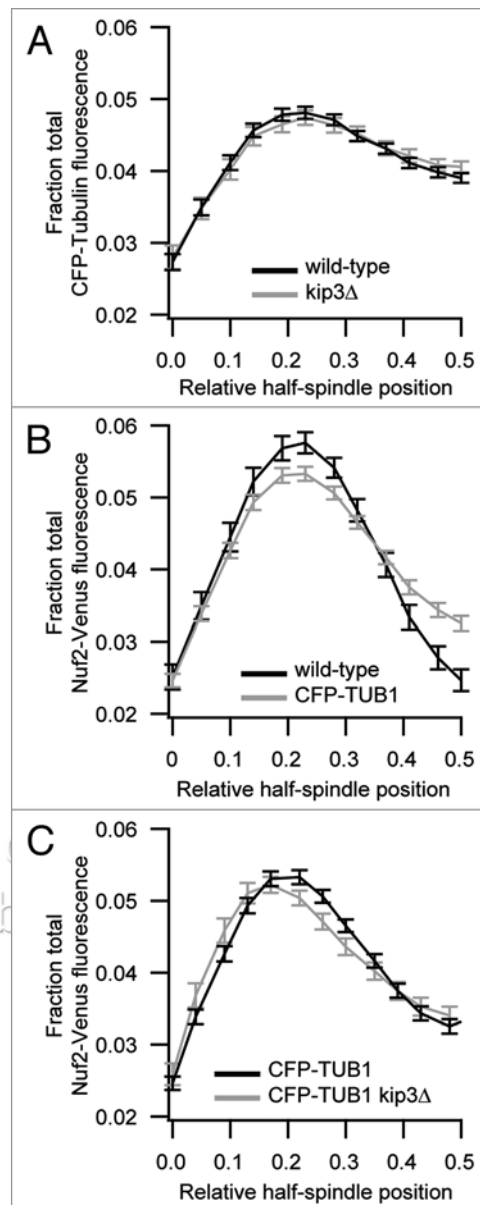 A
Fraction total
CFP-Tubulin fluorescence
0.06
0.05
0.04
0.03
0.02
wild-type
kip3Δ
0.0 0.1 0.2 0.3 0.4 0.5
Relative half-spindle position
B
Fraction total
Nuf2-Venus fluorescence
0.06
0.05
0.04
0.03
0.02
wild-type
CFP-TUB1
0 0.1 0.2 0.3 0.4 0.5
Relative half-spindle position
C
Fraction total
Nuf2-Venus fluorescence
0.06
0.05
0.04
0.03
0.02
CFP-TUB1
CFP-TUB1 kip3Δ
0.0 0.1 0.2 0.3 0.4 0.5
Relative half-spindle position